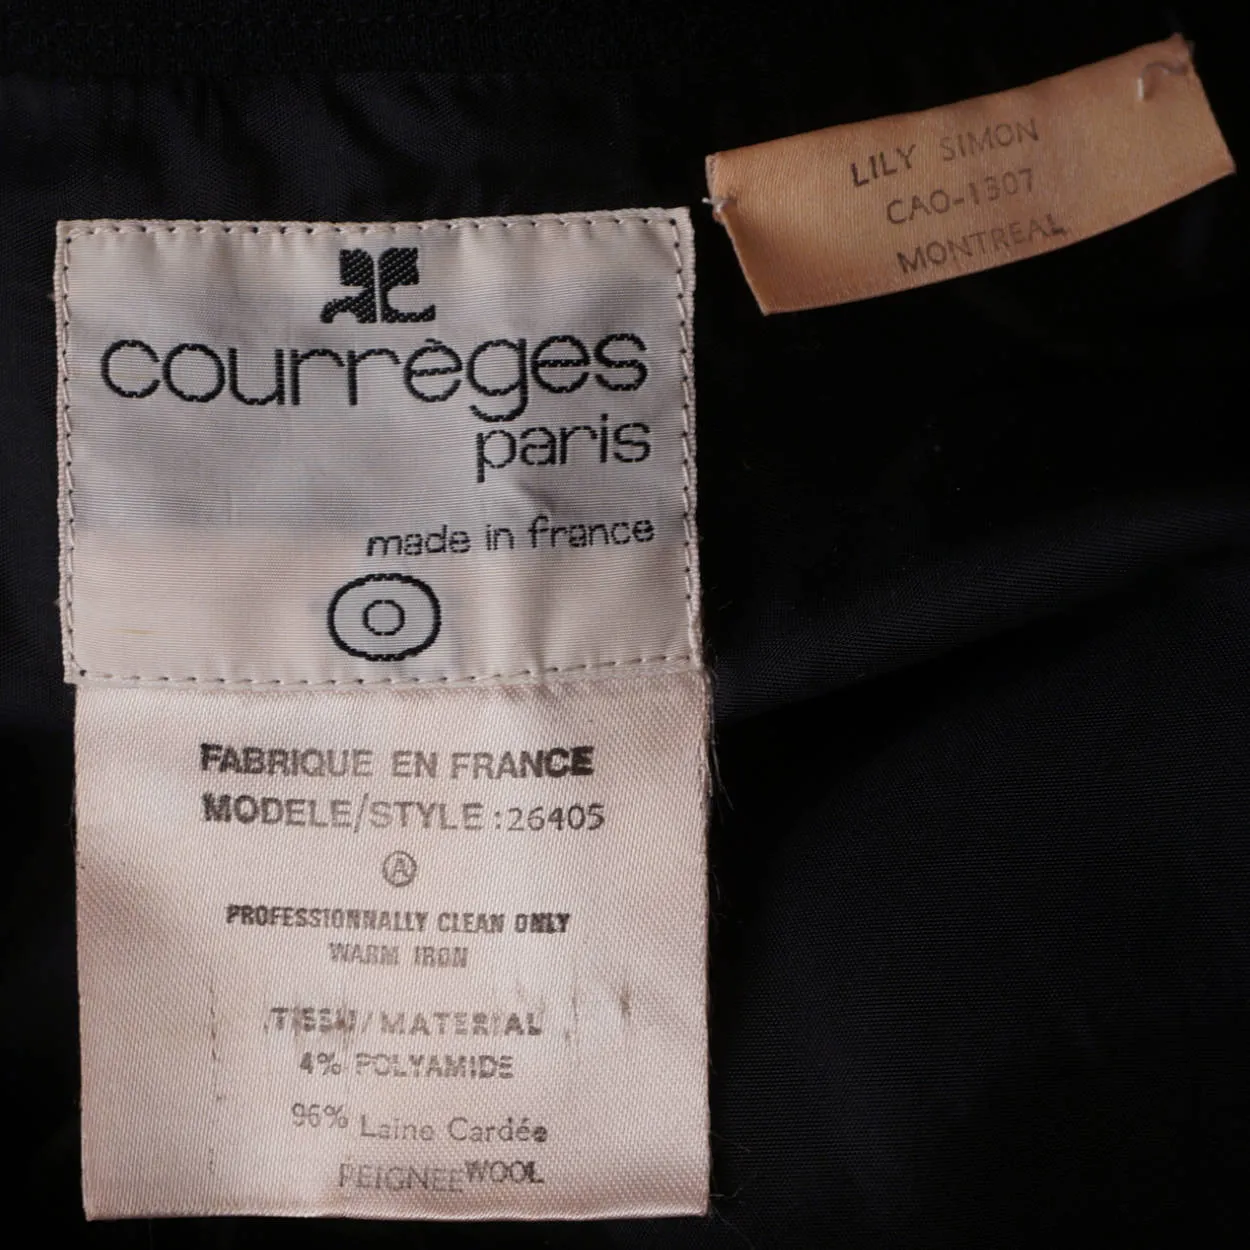 LILY SIMON
CAO-1307
MONTREAL
courrèges
paris
made in france
O
FABRIQUE EN FRANCE
MODELE/STYLE:26405
A
PROFESSIONNALLY CLEAN ONLY
WARM IRON
TISSU/MATERIAL
4% POLYAMIDE
96% Laine Cardée
PEIGNEE WOOL